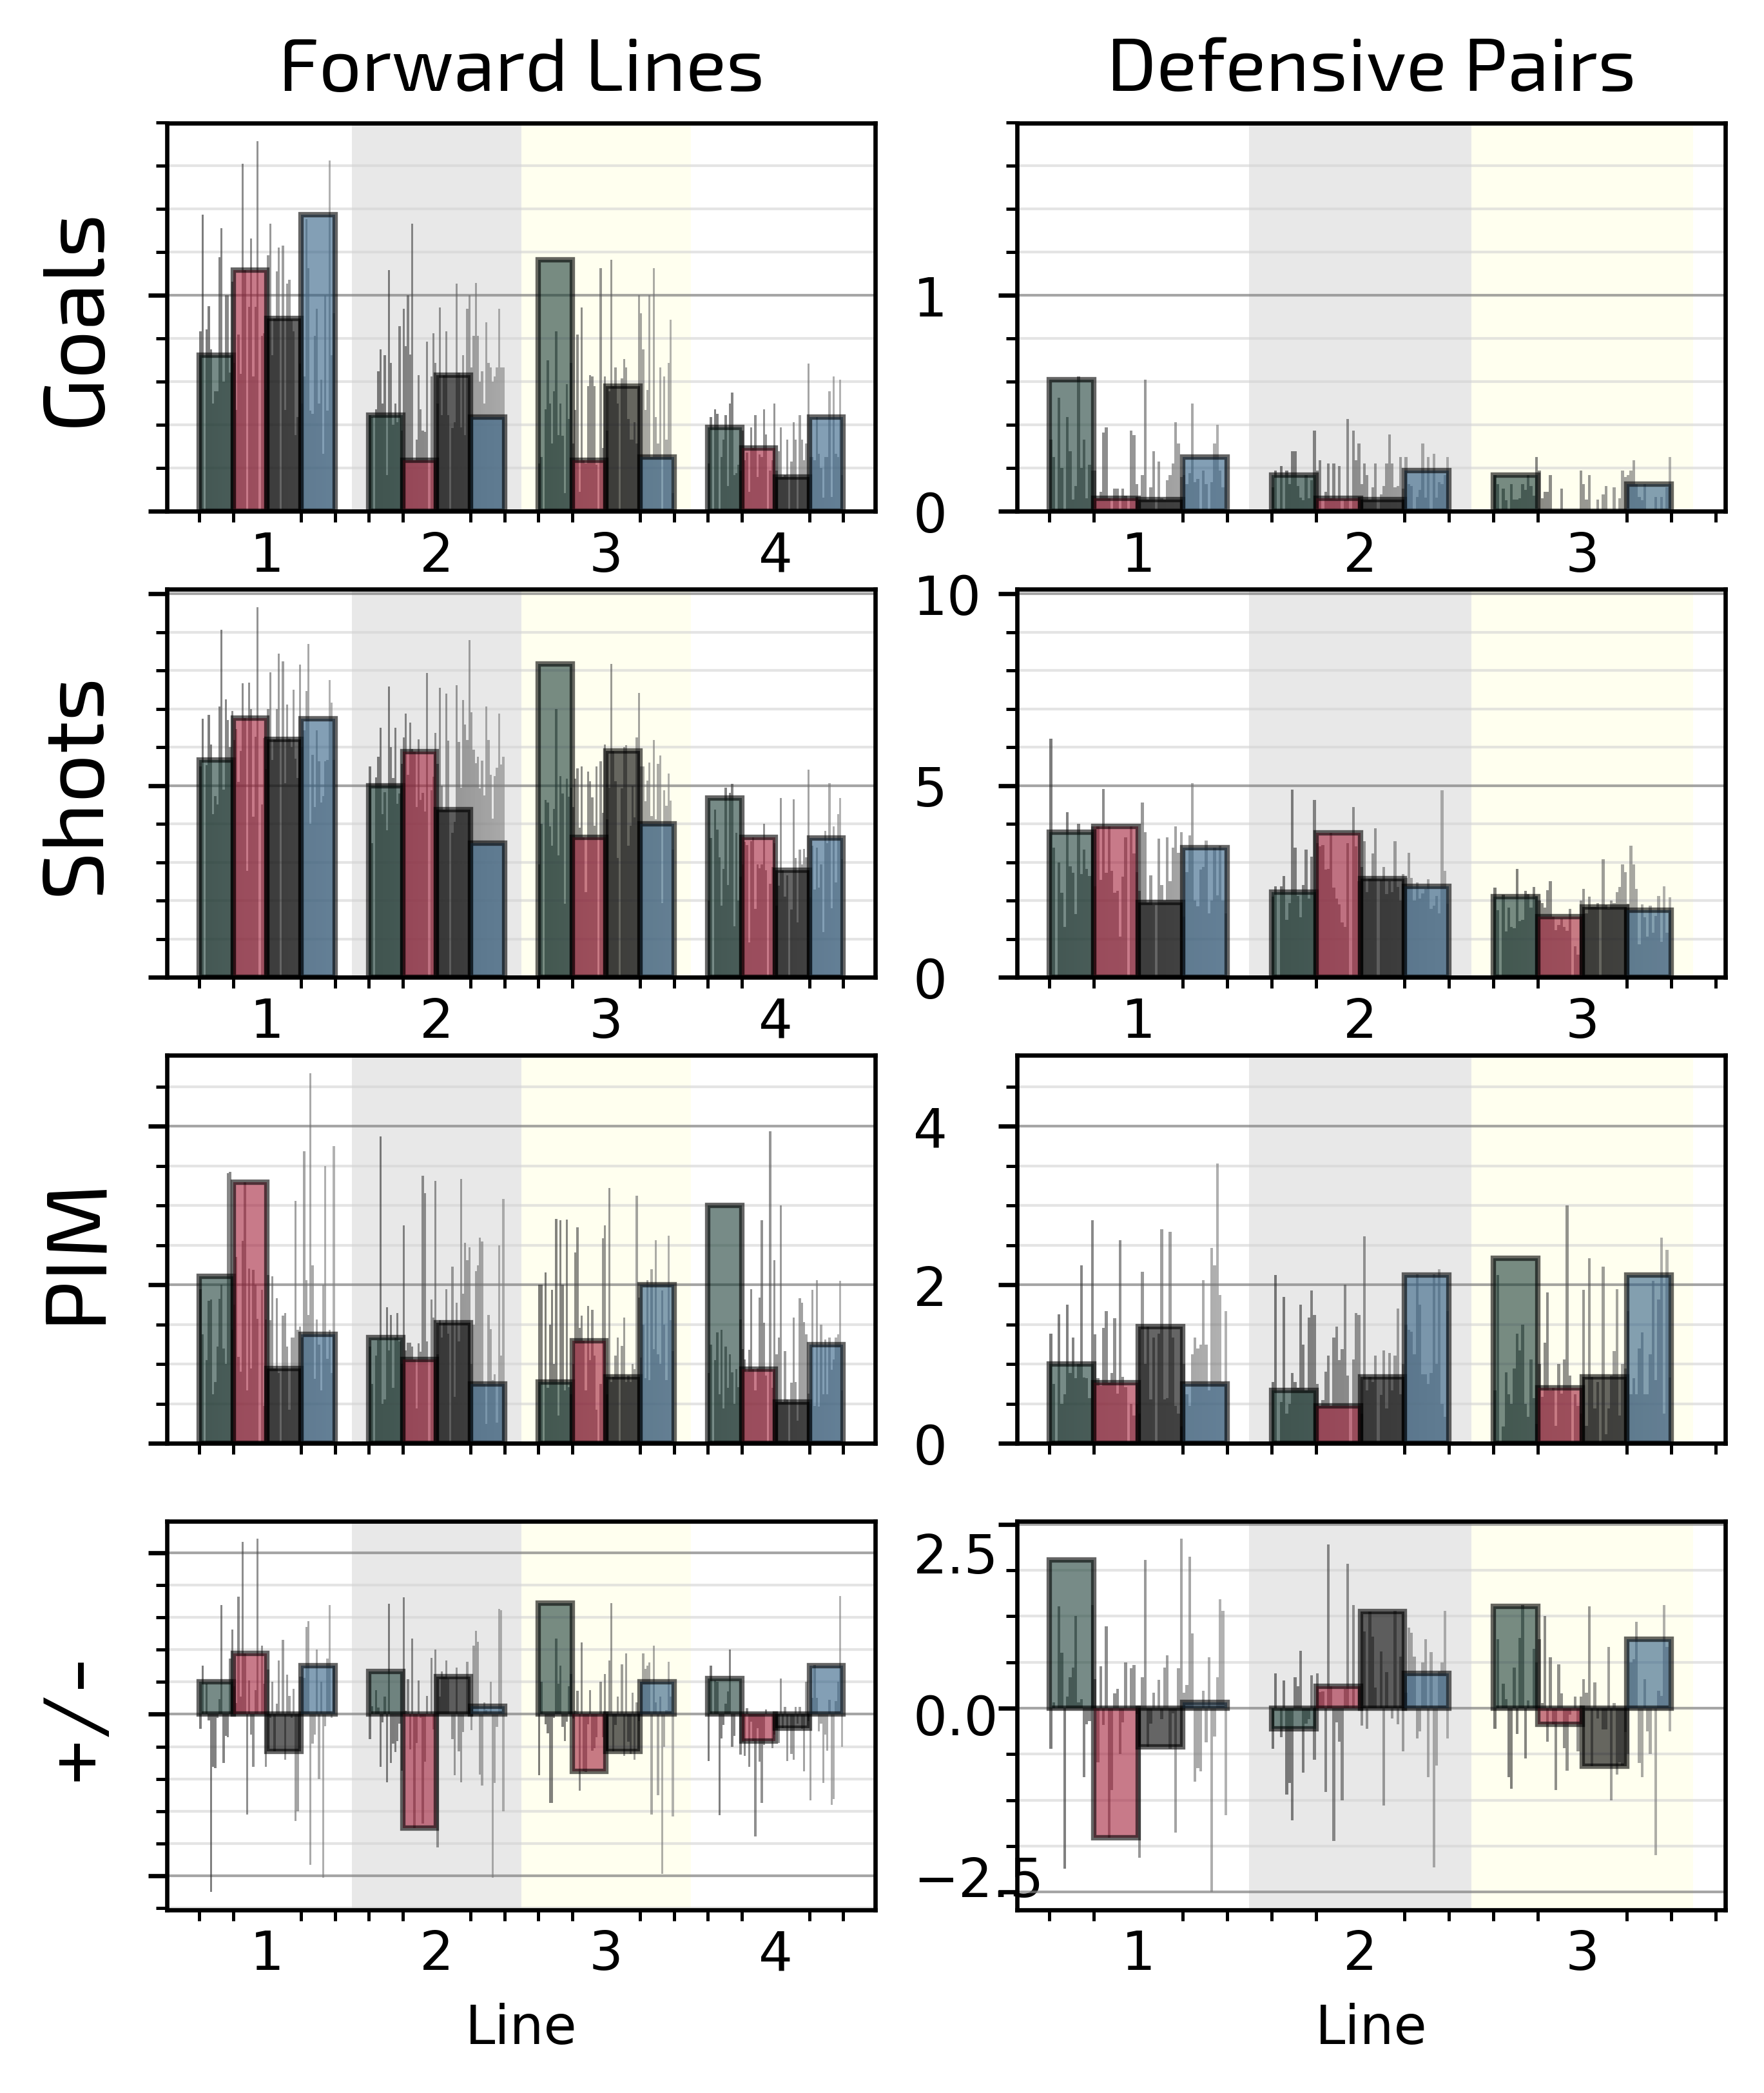 Forward Lines
Defensive Pairs
Goals
1
0
1 2 3 4
1 2 3
Shots
10
5
0
1 2 3 4
1 2 3
PIM
4
2
0
+/-
2.5
0.0
−2.5
1 2 3 4
1 2 3
Line
Line